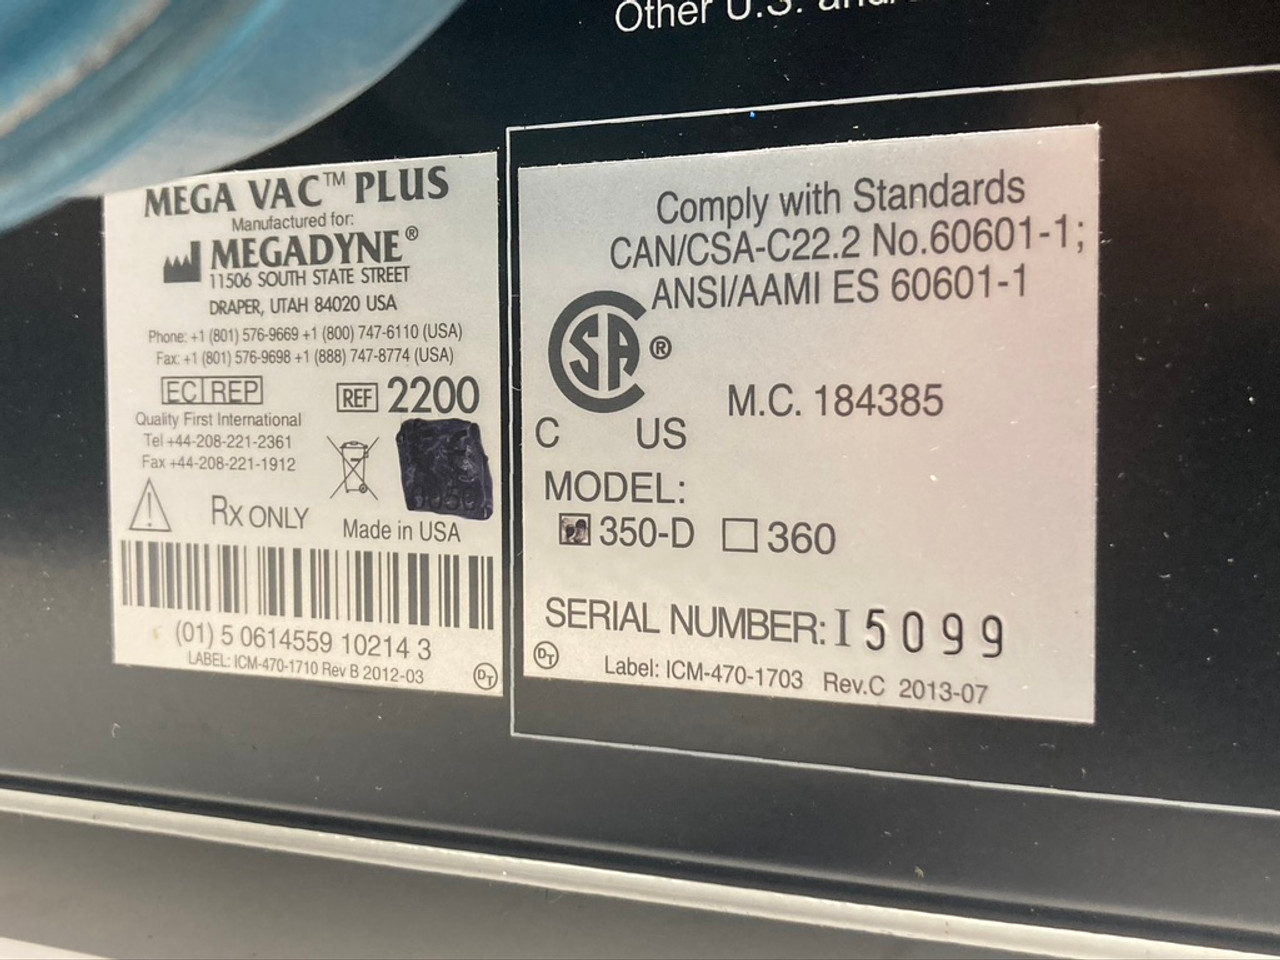 Other U.S. and
MEGA VAC™ PLUS
Manufactured for:
MEGADYNE®
11506 SOUTH STATE STREET
DRAPER, UTAH 84020 USA
Phone: +1 (801) 576-9669 +1 (800) 747-6110 (USA)
Fax: +1 (801) 576-9698 +1 (888) 747-8774 (USA)
EC REP
REF 2200
Quality First International
Tel +44-208-221-2361
Fax +44-208-221-1912
Rx ONLY
Made in USA
(01) 5 0614559 10214 3
LABEL: ICM-470-1710 Rev B 2012-03
DT
Comply with Standards
CAN/CSA-C22.2 No.60601-1;
ANSI/AAMI ES 60601-1
CSA®
M.C. 184385
C US
MODEL:
350-D 360
SERIAL NUMBER: I5099
DT
Label: ICM-470-1703 Rev.C 2013-07